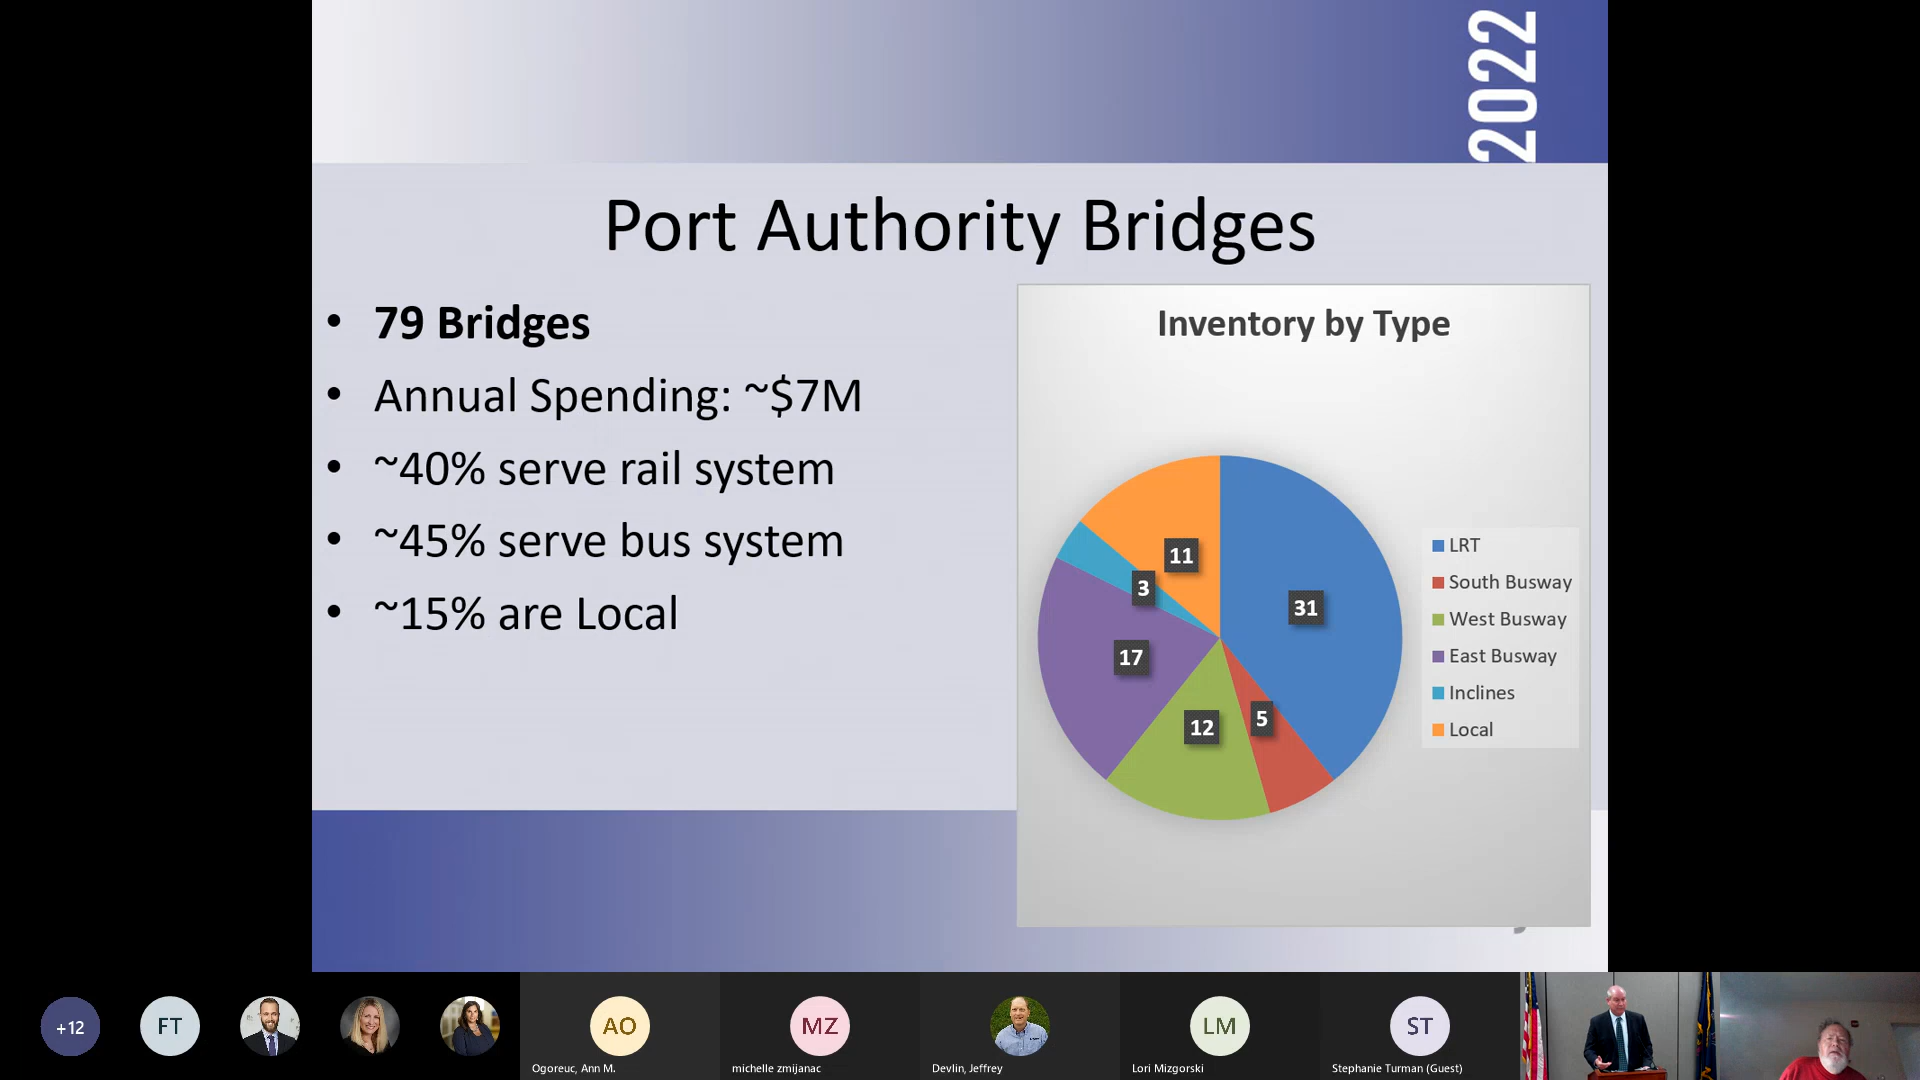 2022
Port Authority Bridges
• 79 Bridges
• Annual Spending: ~$7M
• ~40% serve rail system
• ~45% serve bus system
• ~15% are Local
Inventory by Type
11
3
31
17
12
5
LRT
South Busway
West Busway
East Busway
Inclines
Local
+12
FT
AO
MZ
LM
ST
Ogoreuc, Ann M.
michelle zmijanac
Devlin, Jeffrey
Lori Mizgorski
Stephanie Turman (Guest)